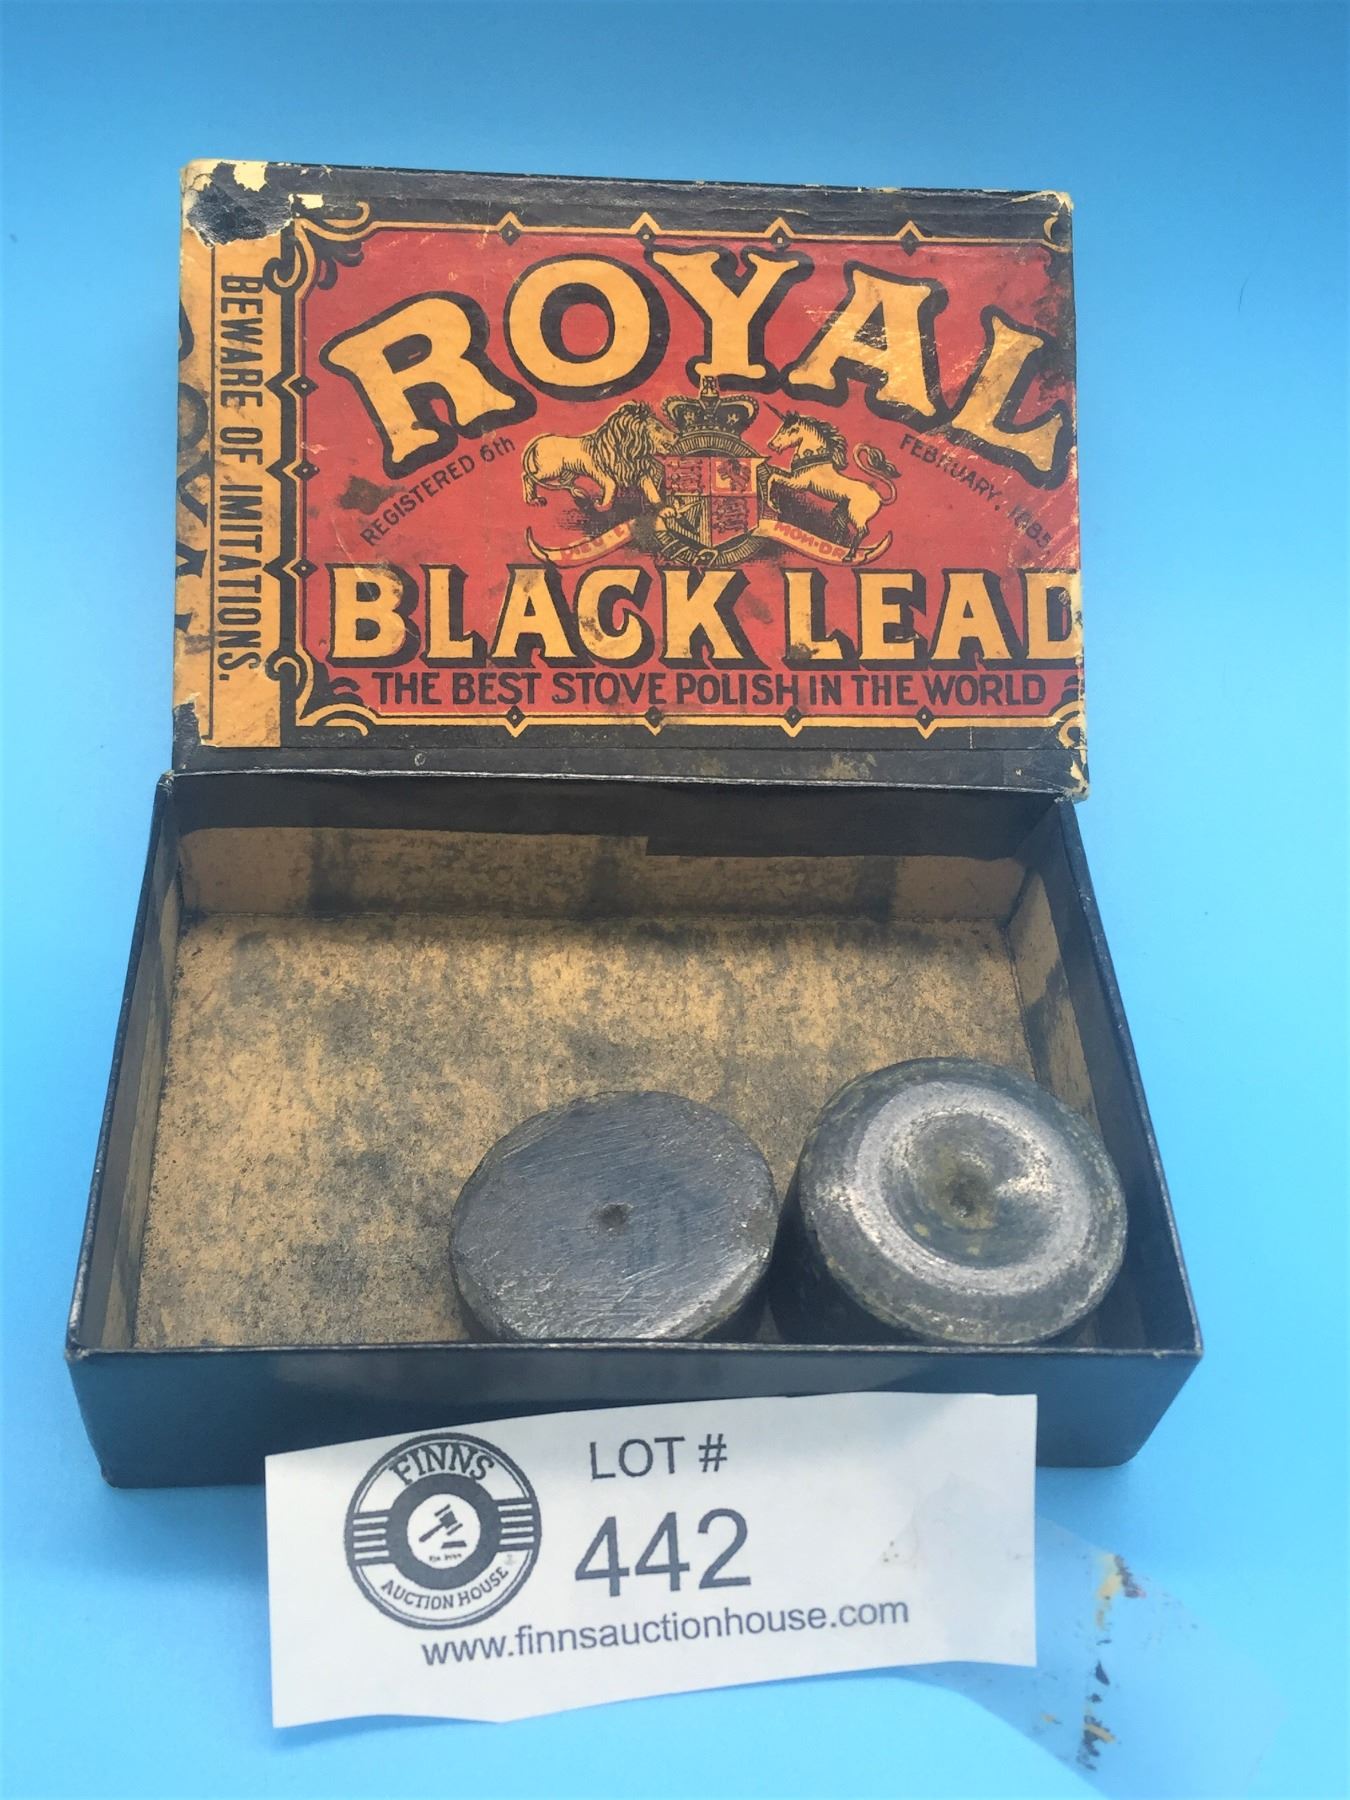 BEWARE OF IMITATIONS.
ROYAL
REGISTERED 6th FEBRUARY, 1885
BLACK LEAD
THE BEST STOVE POLISH IN THE WORLD
FINNS
AUCTION HOUSE
LOT #
442
www.finnsauctionhouse.com